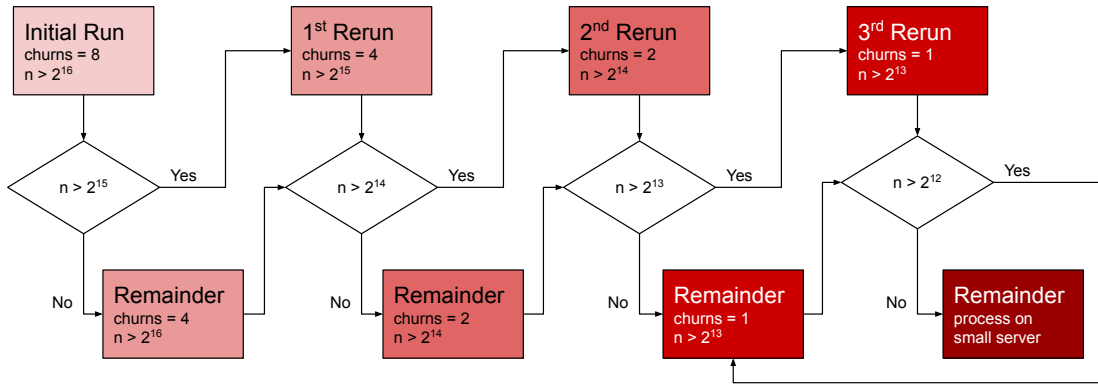 Initial Run
churns = 8
n > 2¹⁶
1ˢᵗ Rerun
churns = 4
n > 2¹⁵
2ⁿᵈ Rerun
churns = 2
n > 2¹⁴
3ʳᵈ Rerun
churns = 1
n > 2¹³
n > 2¹⁵
Yes
n > 2¹⁴
Yes
n > 2¹³
Yes
n > 2¹²
Yes
No
Remainder
churns = 4
n > 2¹⁶
No
Remainder
churns = 2
n > 2¹⁴
No
Remainder
churns = 1
n > 2¹³
No
Remainder
process on
small server